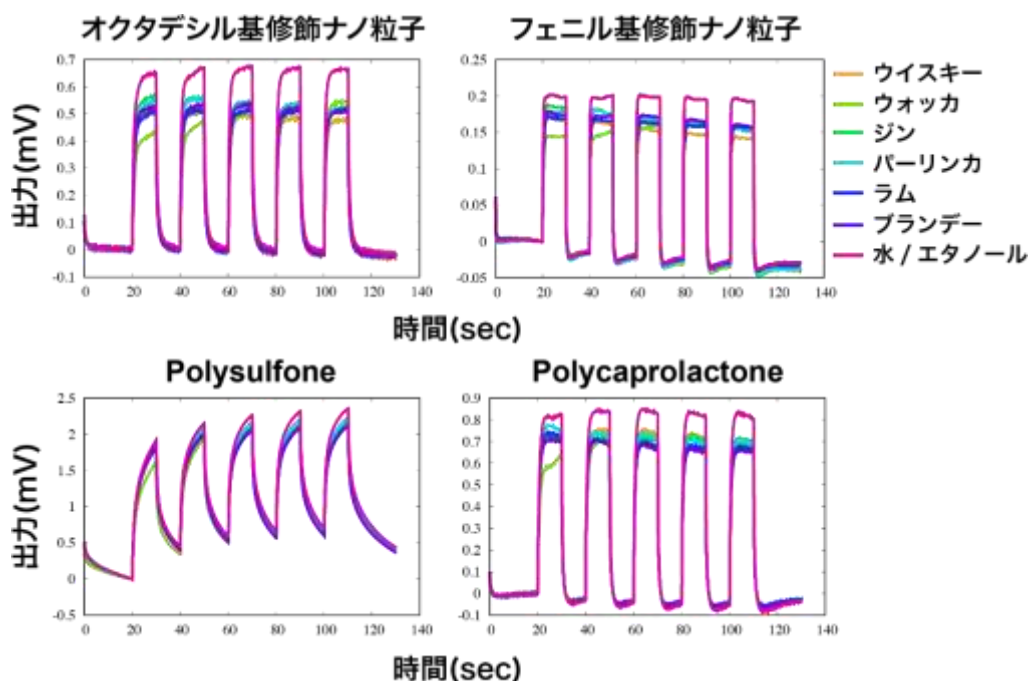 オクタデシル基修飾ナノ粒子
フェニル基修飾ナノ粒子
出力(mV)
0.7
0.6
0.5
0.4
0.3
0.2
0.1
0
-0.1
0 20 40 60 80 100 120 140
0.25
0.2
0.15
0.1
0.05
0
-0.05
0 20 40 60 80 100 120 140
ウイスキー
ウォッカ
ジン
パーリンカ
ラム
ブランデー
水 / エタノール
時間(sec)
Polysulfone
Polycaprolactone
出力(mV)
2.5
2
1.5
1
0.5
0
-0.5
0 20 40 60 80 100 120 140
0.9
0.8
0.7
0.6
0.5
0.4
0.3
0.2
0.1
0
-0.1
0 20 40 60 80 100 120 140
時間(sec)